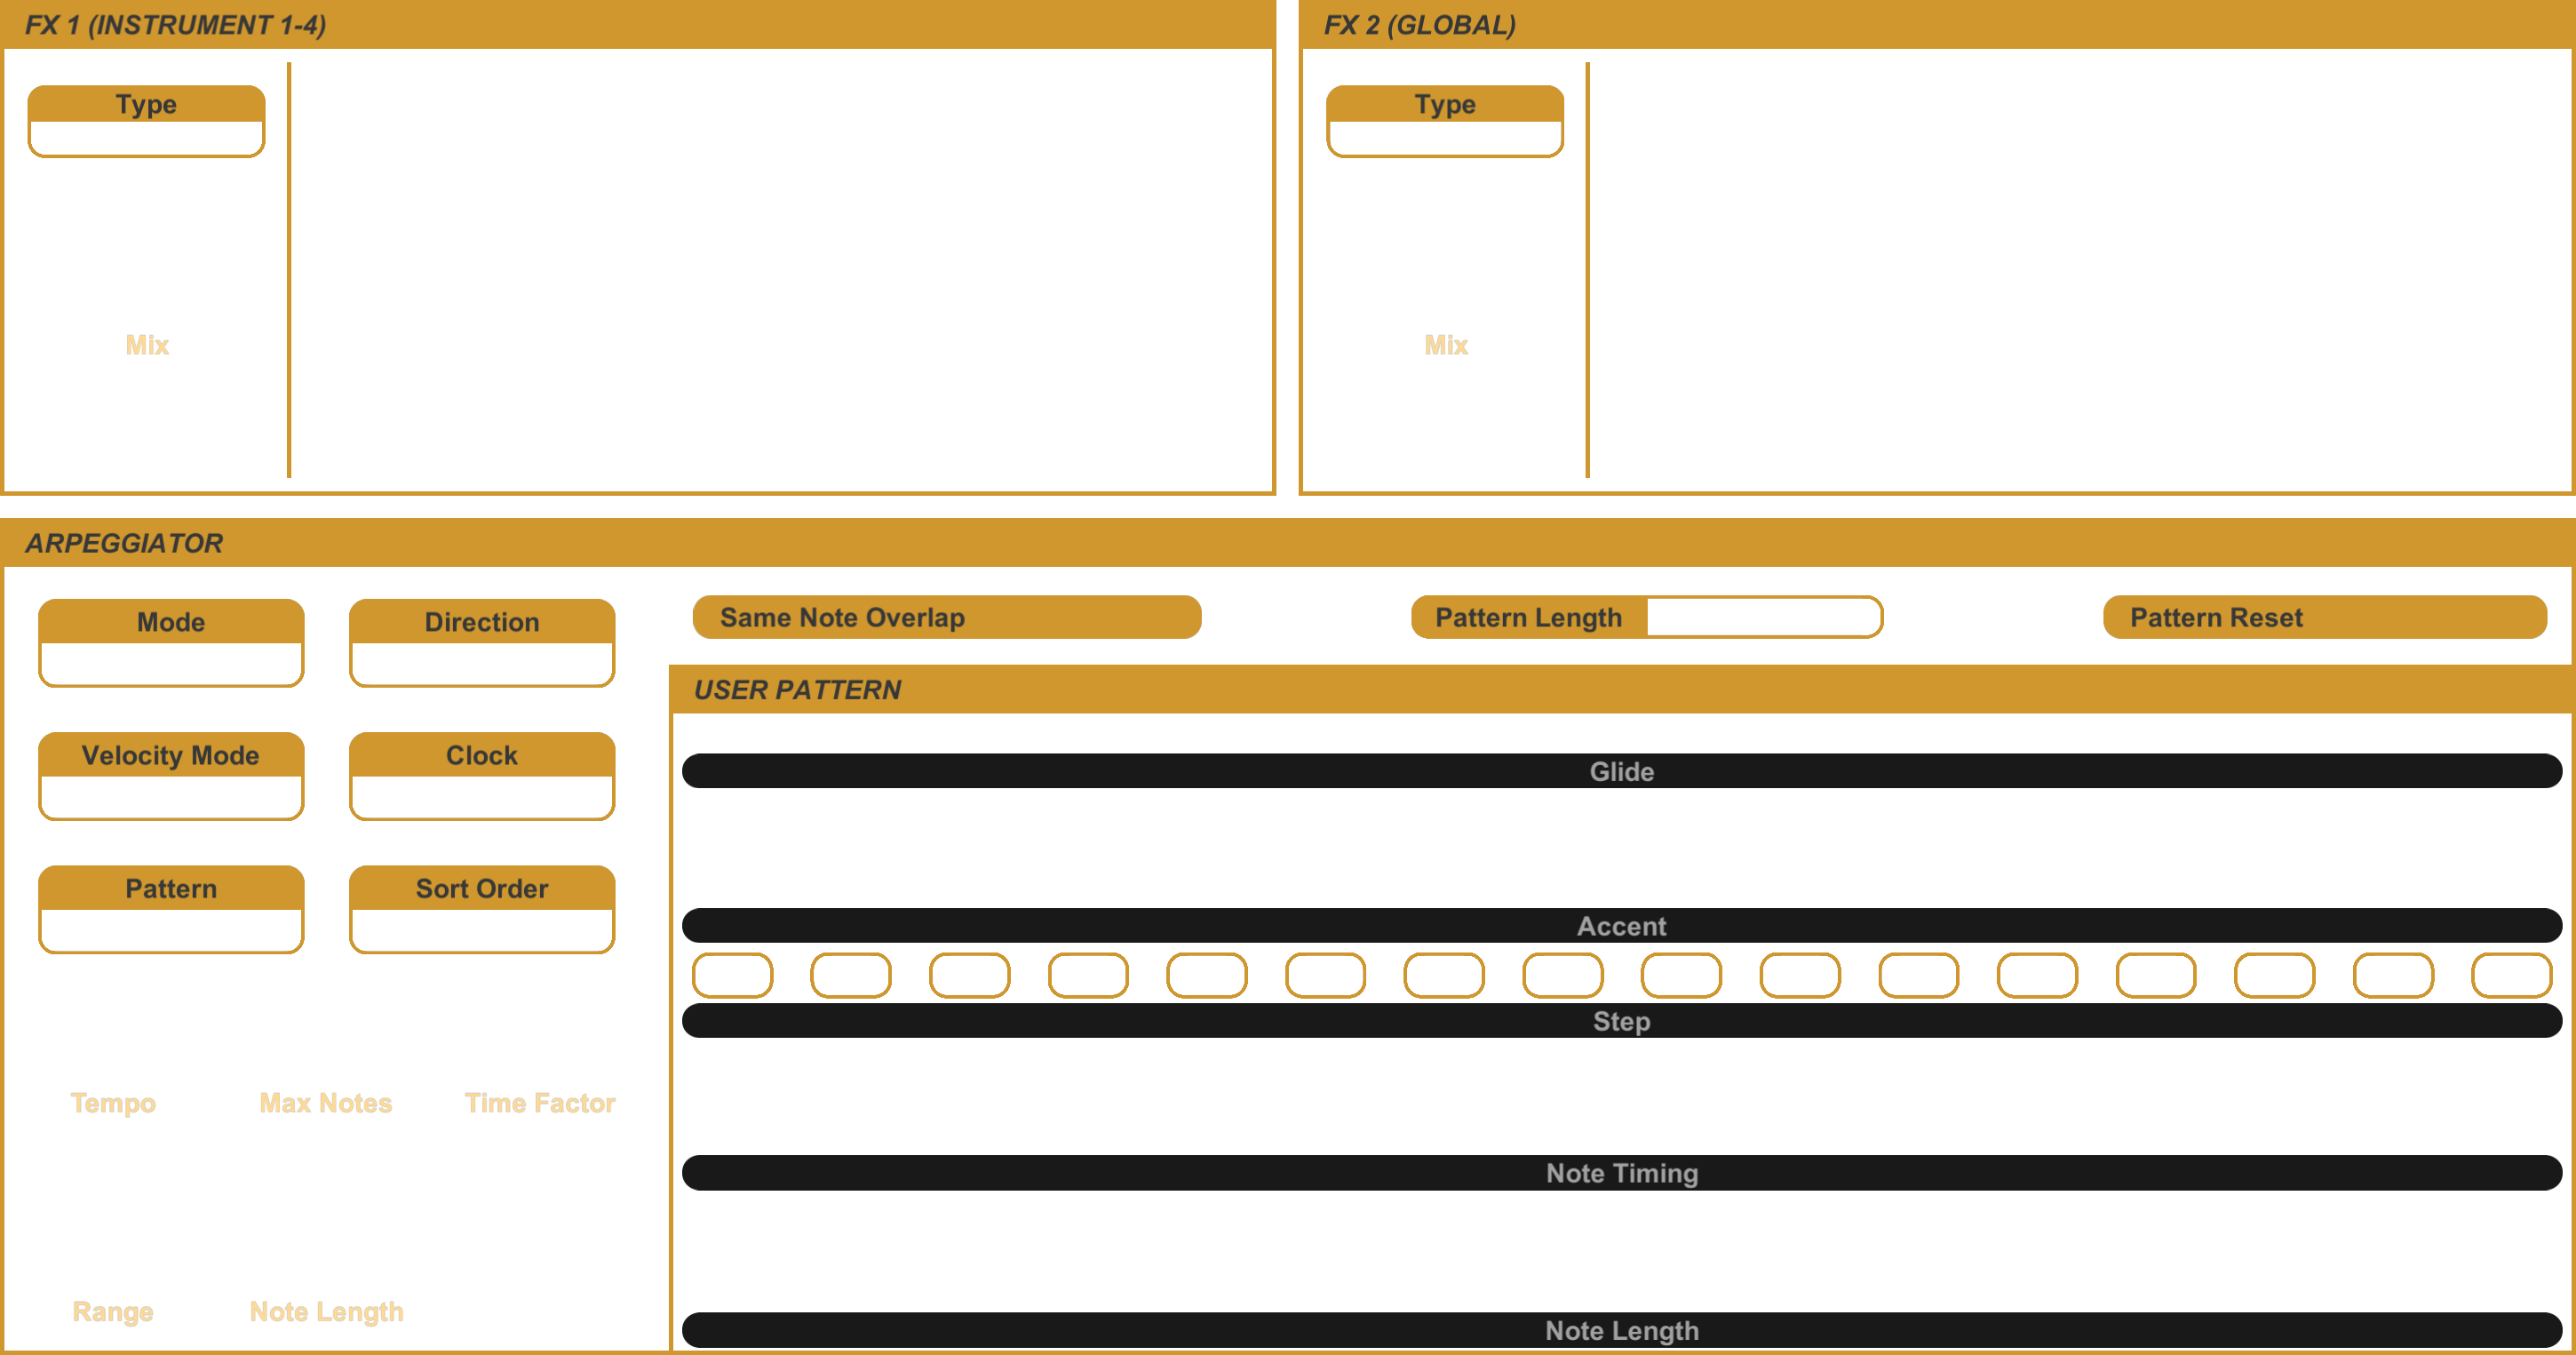 FX 1 (INSTRUMENT 1-4)
Type
Mix
FX 2 (GLOBAL)
Type
Mix
ARPEGGIATOR
Mode
Direction
Velocity Mode
Clock
Pattern
Sort Order
Tempo
Max Notes
Time Factor
Range
Note Length
Same Note Overlap
Pattern Length
Pattern Reset
USER PATTERN
Glide
Accent
Step
Note Timing
Note Length